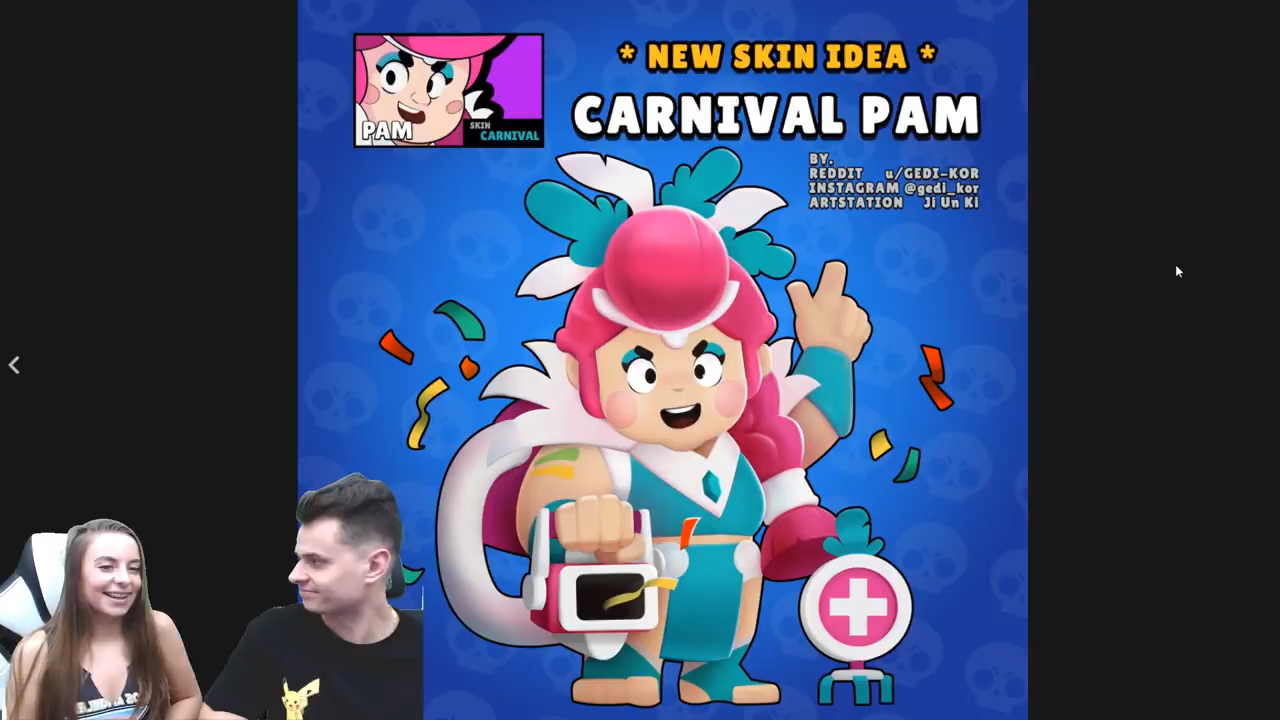 * NEW SKIN IDEA *
CARNIVAL PAM
PAM
SKIN
CARNIVAL
BY.
REDDIT u/GEDI-KOR
INSTAGRAM @gedi_kor
ARTSTATION Ji Un Ki